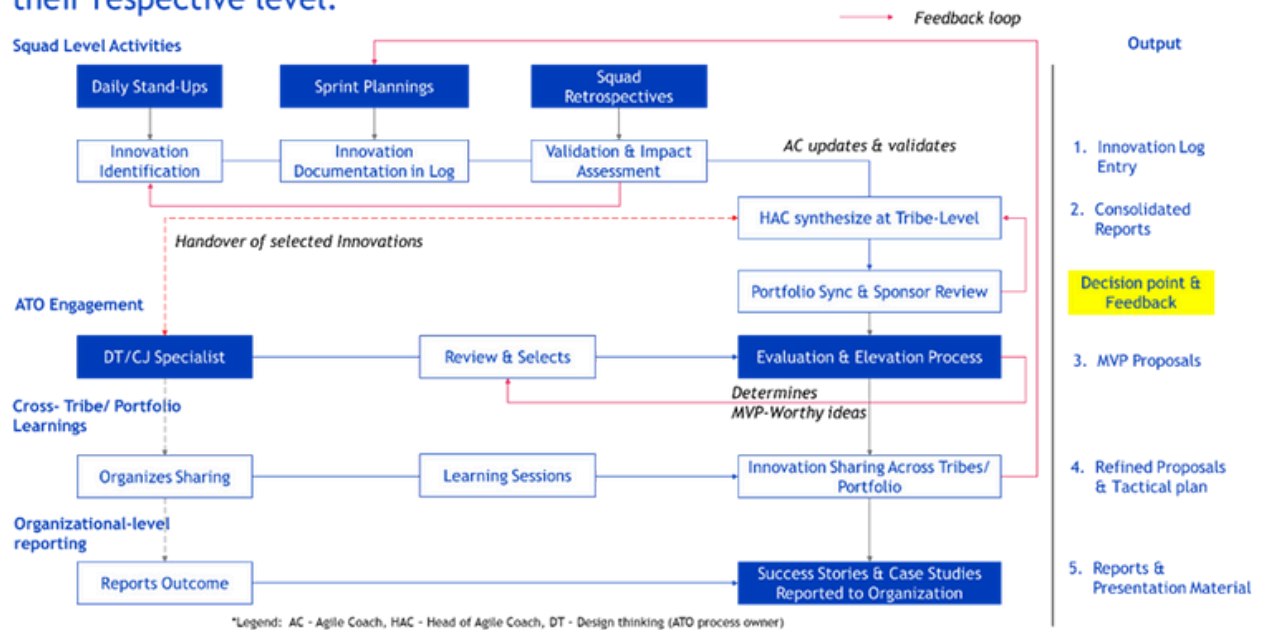 their respective level.
Feedback loop
Squad Level Activities
Output
Daily Stand-Ups
Sprint Plannings
Squad
Retrospectives
Innovation
Identification
Innovation
Documentation in Log
Validation & Impact
Assessment
AC updates & validates
1. Innovation Log
Entry
HAC synthesize at Tribe-Level
2. Consolidated
Reports
Handover of selected Innovations
Portfolio Sync & Sponsor Review
Decision point &
Feedback
ATO Engagement
DT/CJ Specialist
Review & Selects
Evaluation & Elevation Process
3. MVP Proposals
Determines
MVP-Worthy ideas
Cross- Tribe/ Portfolio
Learnings
Organizes Sharing
Learning Sessions
Innovation Sharing Across Tribes/
Portfolio
4. Refined Proposals
& Tactical plan
Organizational-level
reporting
Reports Outcome
Success Stories & Case Studies
Reported to Organization
5. Reports &
Presentation Material
*Legend: AC - Agile Coach, HAC - Head of Agile Coach, DT - Design thinking (ATO process owner)